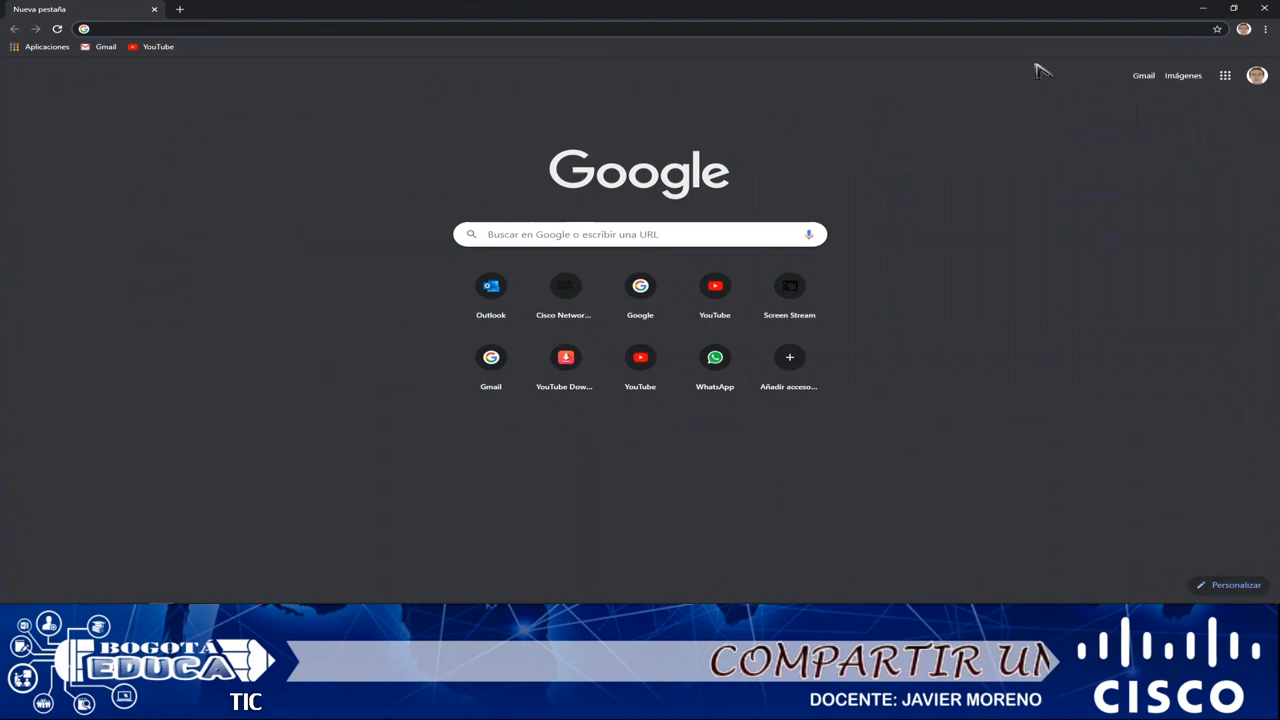 Nueva pestaña
Aplicaciones Gmail YouTube
Gmail Imágenes
Google
Buscar en Google o escribir una URL
Outlook Cisco Networ... Google YouTube Screen Stream
Gmail YouTube Dow... YouTube WhatsApp Añadir acceso...
Personalizar
BOGOTÁ
EDUCA
TIC
COMPARTIR UN
DOCENTE: JAVIER MORENO
CISCO